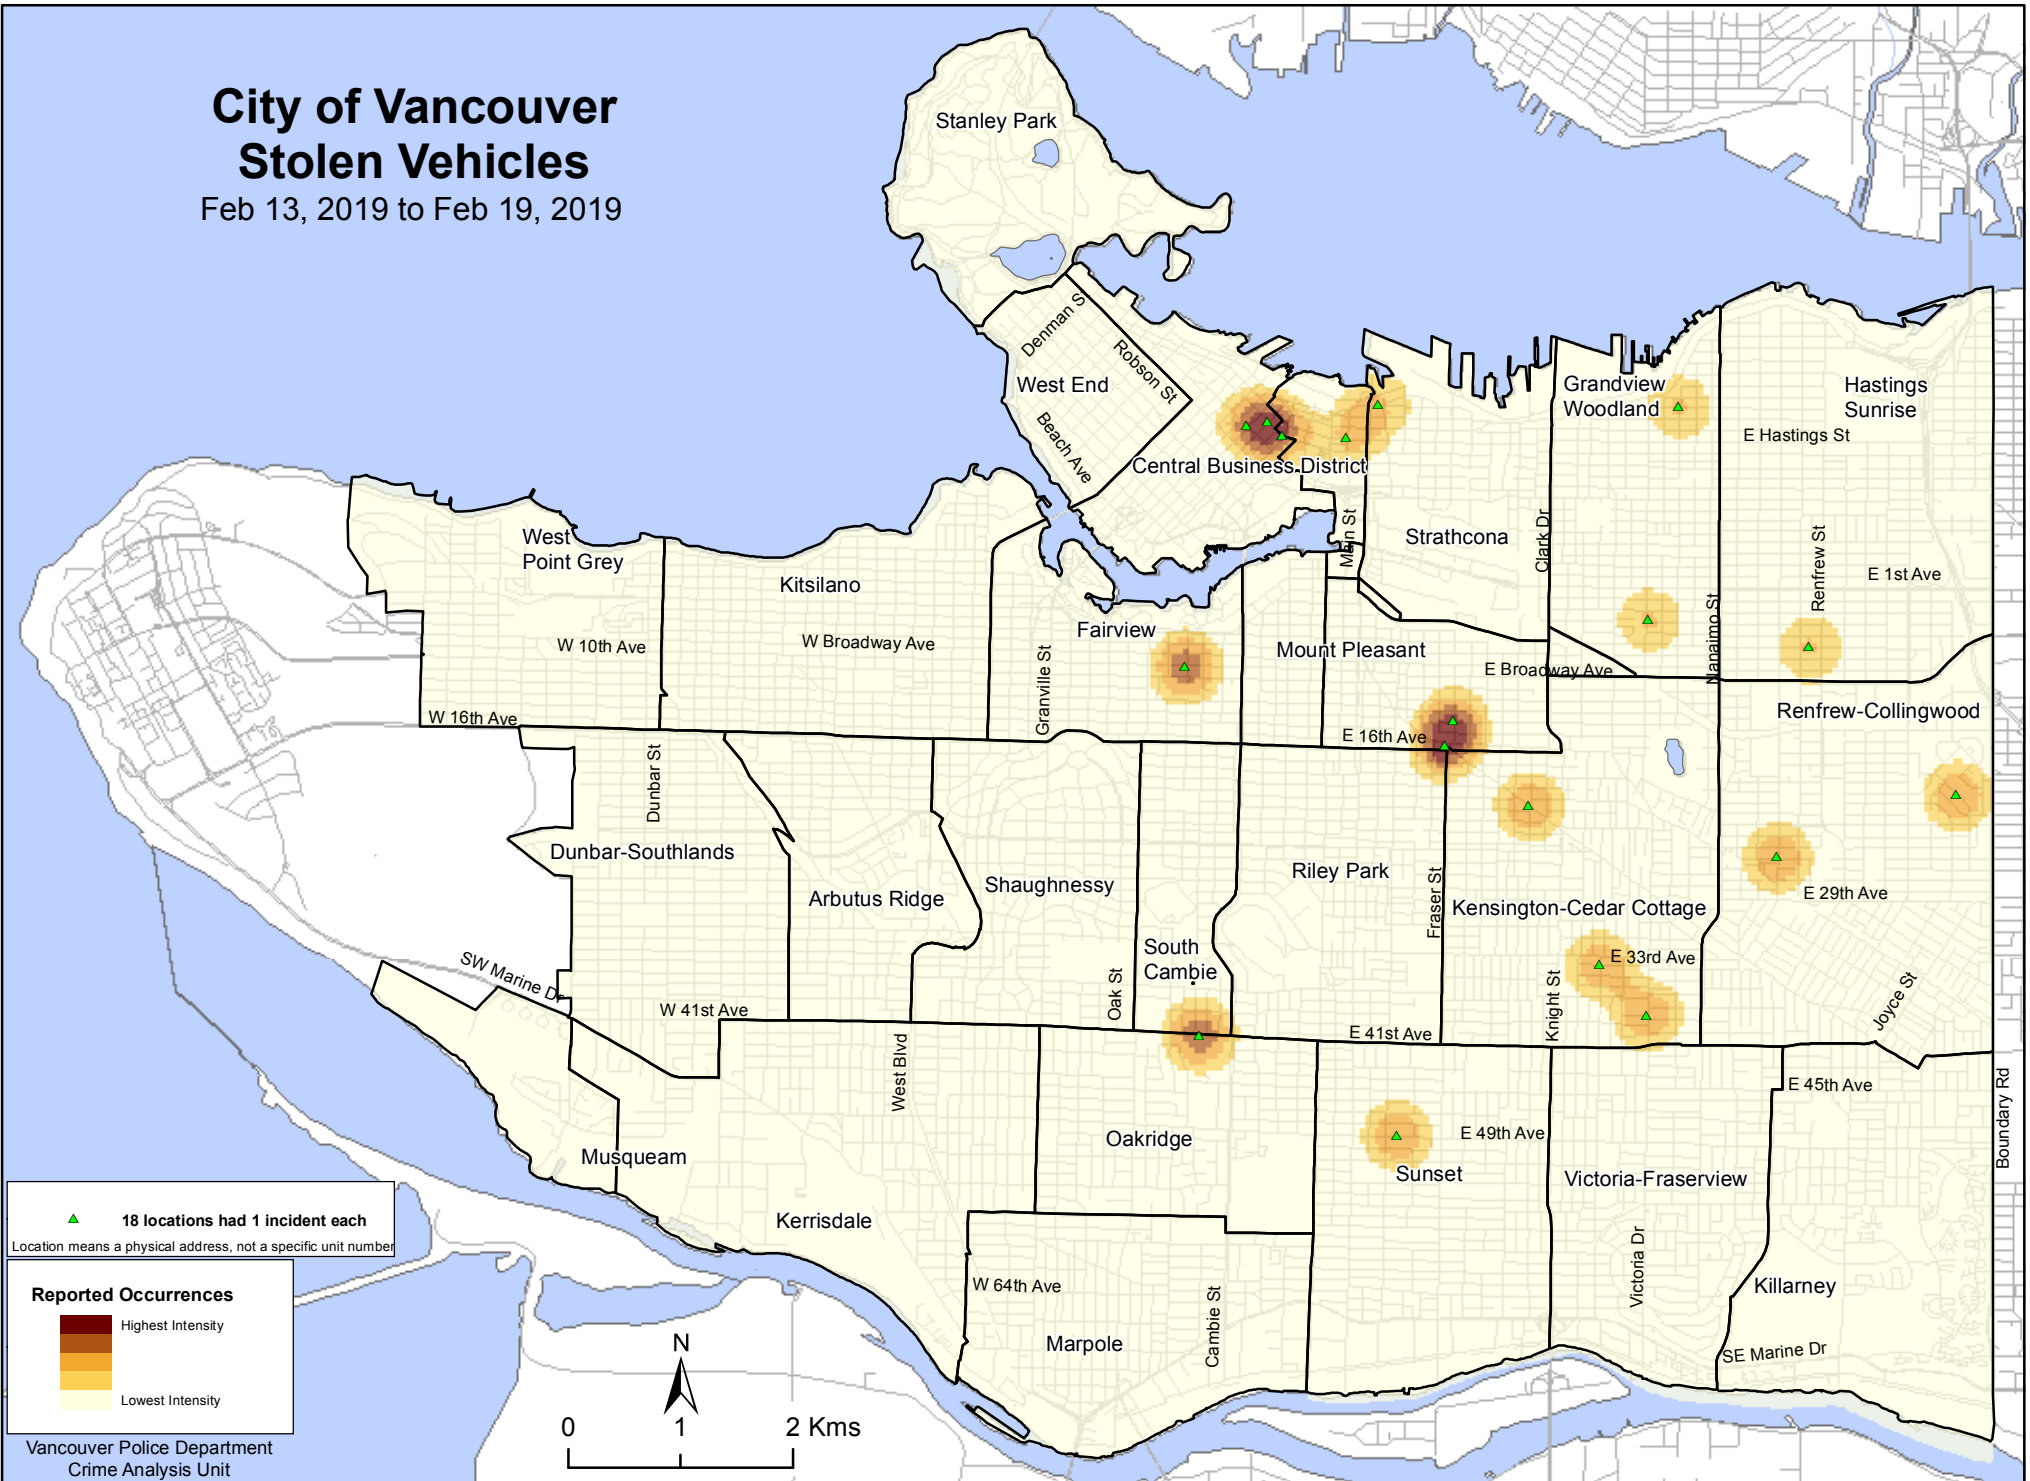 City of Vancouver
Stolen Vehicles
Feb 13, 2019 to Feb 19, 2019
Stanley Park
Denman S
Robson St
West End
Beach Ave
Central Business District
Grandview
Woodland
Hastings
Sunrise
E Hastings St
West
Point Grey
Kitsilano
Main St
Strathcona
Clark Dr
Renfrew St
E 1st Ave
Nanaimo St
W 10th Ave
W Broadway Ave
Granville St
Fairview
Mount Pleasant
E Broadway Ave
W 16th Ave
E 16th Ave
Renfrew-Collingwood
Dunbar St
Dunbar-Southlands
Arbutus Ridge
Shaughnessy
Riley Park
Fraser St
Kensington-Cedar Cottage
E 29th Ave
South
Cambie
E 33rd Ave
SW Marine Dr
W 41st Ave
Oak St
E 41st Ave
Knight St
Joyce St
West Blvd
E 45th Ave
Boundary Rd
Oakridge
E 49th Ave
Musqueam
Sunset
Victoria-Fraserview
Kerrisdale
Victoria Dr
W 64th Ave
Cambie St
Killarney
Marpole
SE Marine Dr
18 locations had 1 incident each
Location means a physical address, not a specific unit number
Reported Occurrences
Highest Intensity
Lowest Intensity
N
0 1 2 Kms
Vancouver Police Department
Crime Analysis Unit